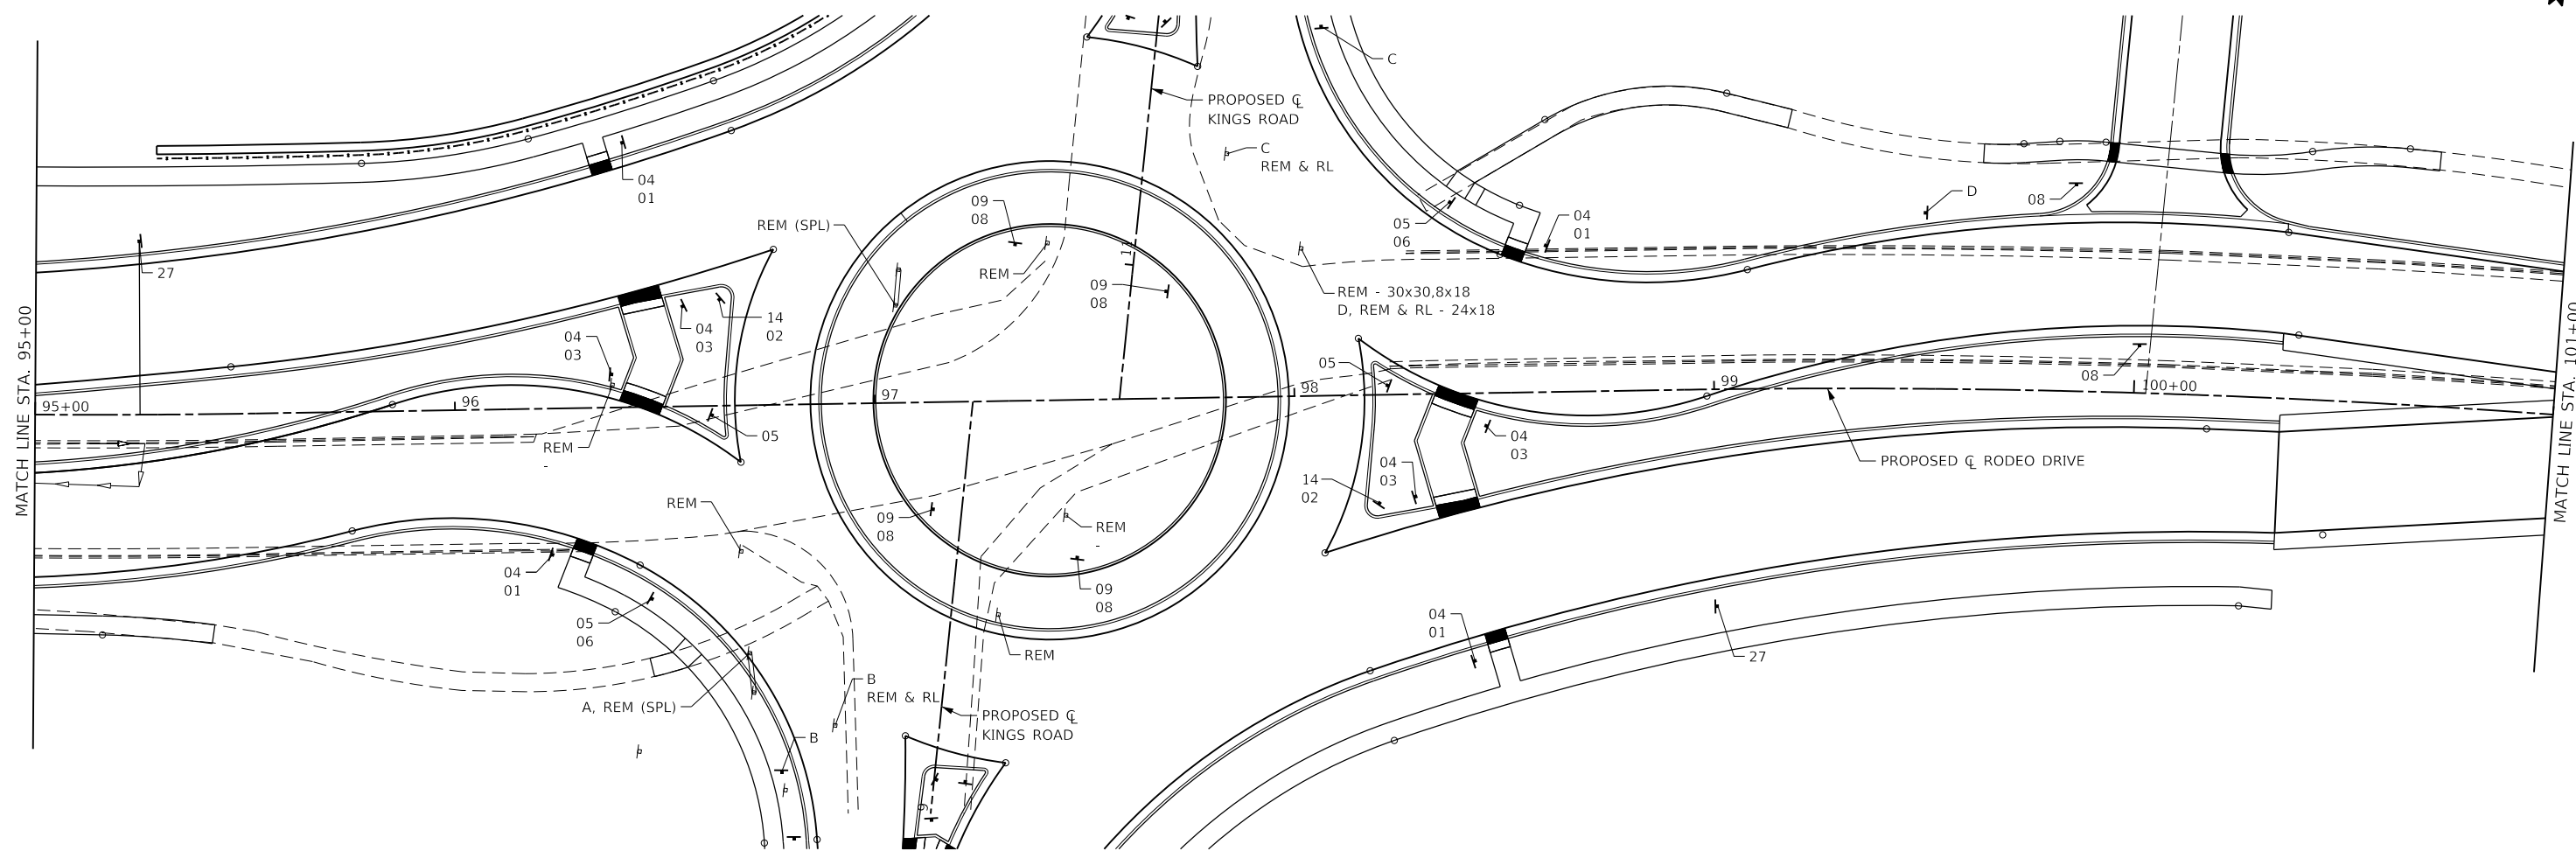 C
PROPOSED ℄
KINGS ROAD
C
REM & RL
04
01
REM (SPL)
09
08
REM
11
09
08
05
06
04
01
D
08
27
REM - 30x30,8x18
D, REM & RL - 24x18
MATCH LINE STA. 95+00
04
03
04
03
14
02
95+00
96
97
98
99
100+00
05
08
MATCH LINE STA. 101+00
REM
-
05
04
03
14
02
04
03
PROPOSED ℄ RODEO DRIVE
REM
09
08
REM
-
04
01
05
06
09
08
REM
04
01
27
A, REM (SPL)
B
REM & RL
B
PROPOSED ℄
KINGS ROAD
9